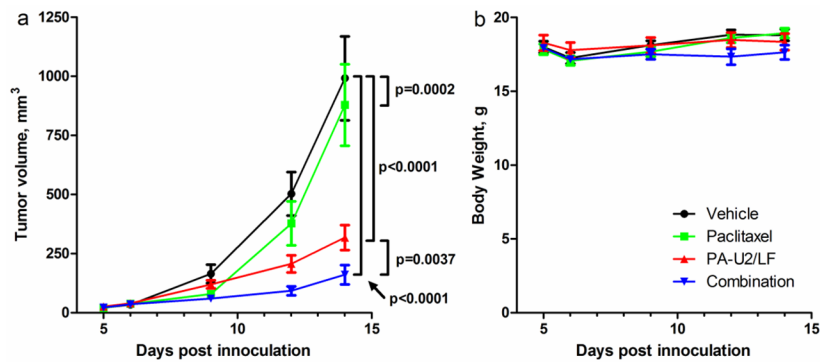 a
1250
1000
750
500
250
0
Tumor volume, mm³
5
10
15
Days post innoculation
p=0.0002
p<0.0001
p=0.0037
p<0.0001
b
20
15
10
5
0
Body Weight, g
5
10
15
Days post innoculation
Vehicle
Paclitaxel
PA-U2/LF
Combination